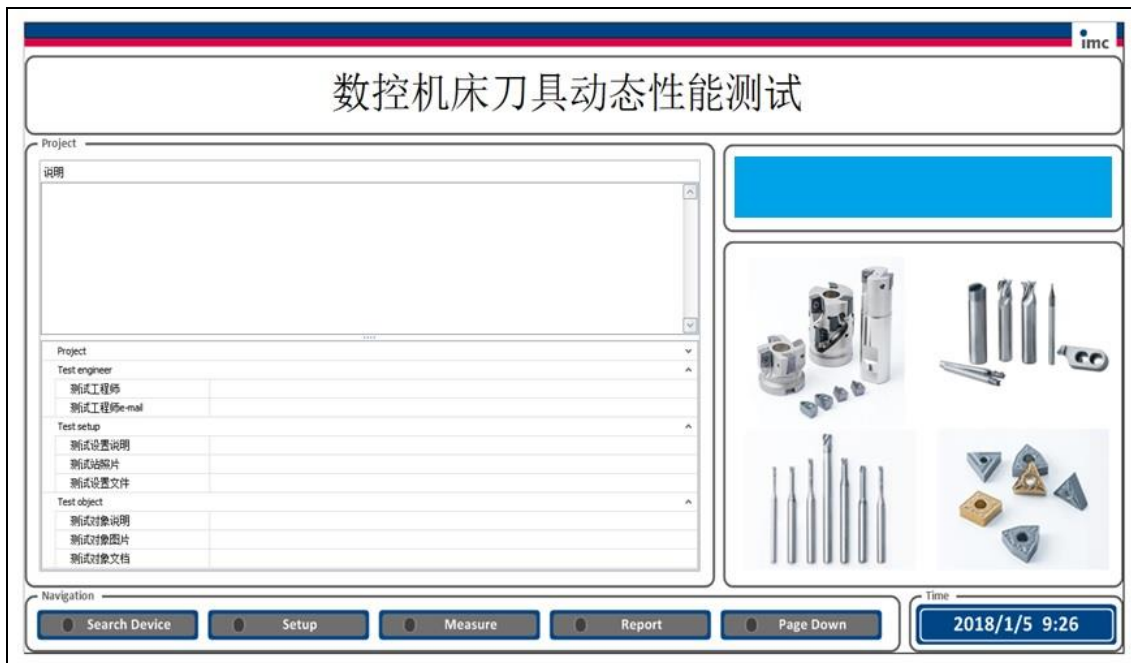 imc
数控机床刀具动态性能测试
Project
说明
Project
Test engineer
测试工程师
测试工程师e-mail
Test setup
测试设置说明
测试站照片
测试设置文件
Test object
测试对象说明
测试对象图片
测试对象文档
Navigation
Search Device
Setup
Measure
Report
Page Down
Time
2018/1/5 9:26